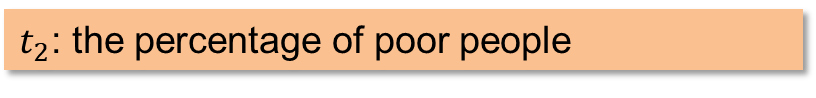 t₂: the percentage of poor people